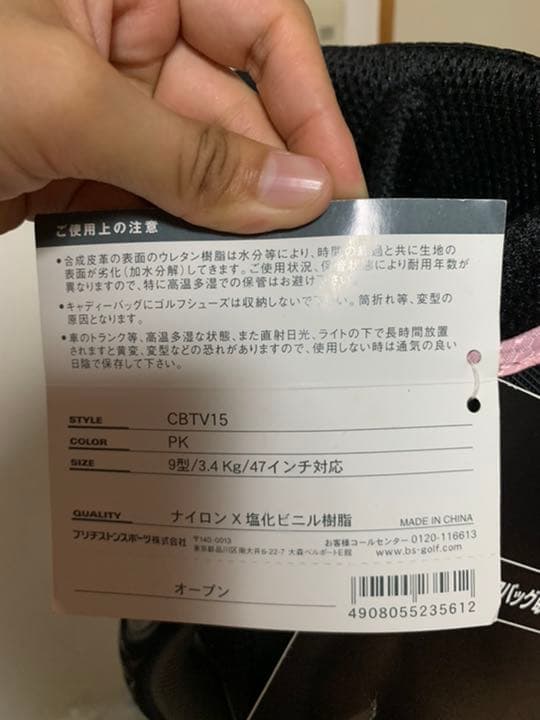 ご使用上の注意
●合成皮革の表面のウレタン樹脂は水分等により、時間の経過と共に生地の
表面が劣化(加水分解)してきます。ご使用状況、保管状態により耐用年数が
異なりますので、特に高温多湿での保管はお避け下さい。
●キャディーバッグにゴルフシューズは収納しないで下さい。筒折れ等、変型の
原因となります。
●車のトランク等、高温多湿な状態、また直射日光、ライトの下で長時間放置
されますと黄変、変型などの恐れがありますので、使用しない時は通気の良い
日陰で保存して下さい。
STYLE CBTV15
COLOR PK
SIZE 9型/3.4Kg/47インチ対応
QUALITY ナイロンX塩化ビニル樹脂 MADE IN CHINA
ブリヂストンスポーツ株式会社 〒140-0013 お客様コールセンター 0120-116613
東京都品川区南大井6-22-7 大森ベルポートE館 www.bs-golf.com
オープン
4908055235612
バッグ